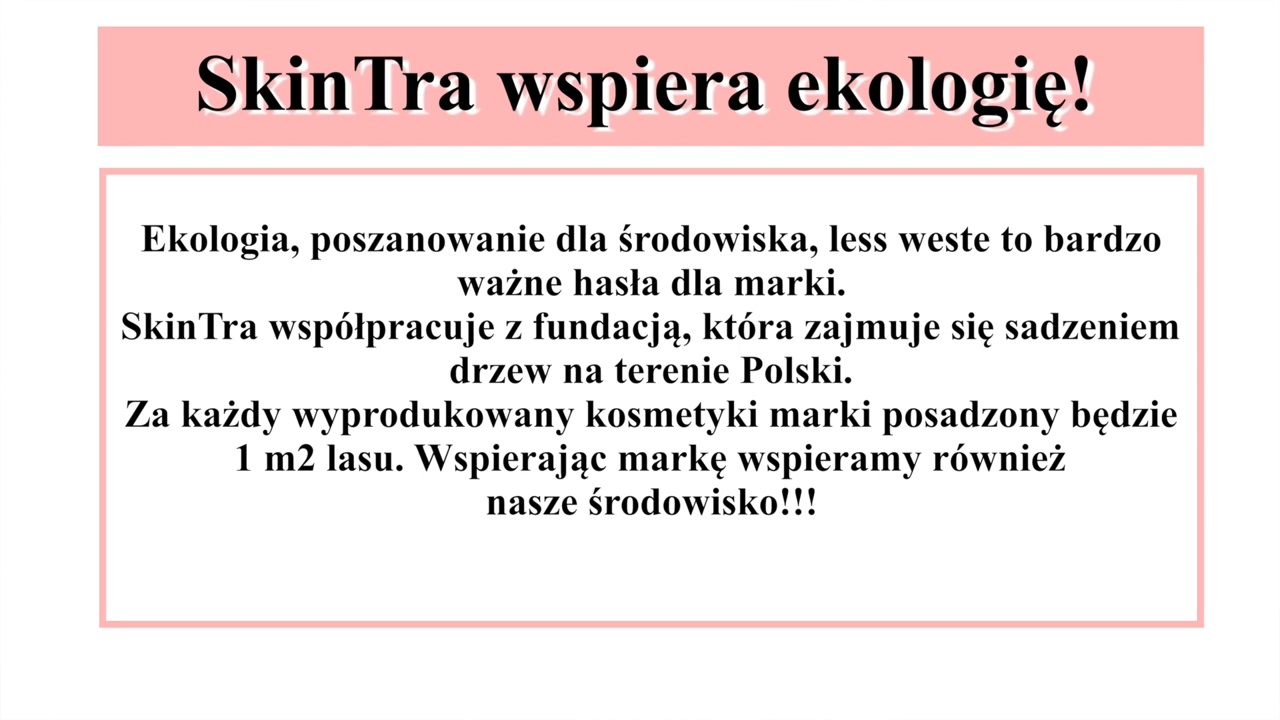 SkinTra wspiera ekologię!
Ekologia, poszanowanie dla środowiska, less weste to bardzo
ważne hasła dla marki.
SkinTra współpracuje z fundacją, która zajmuje się sadzeniem
drzew na terenie Polski.
Za każdy wyprodukowany kosmetyki marki posadzony będzie
1 m2 lasu. Wspierając markę wspieramy również
nasze środowisko!!!